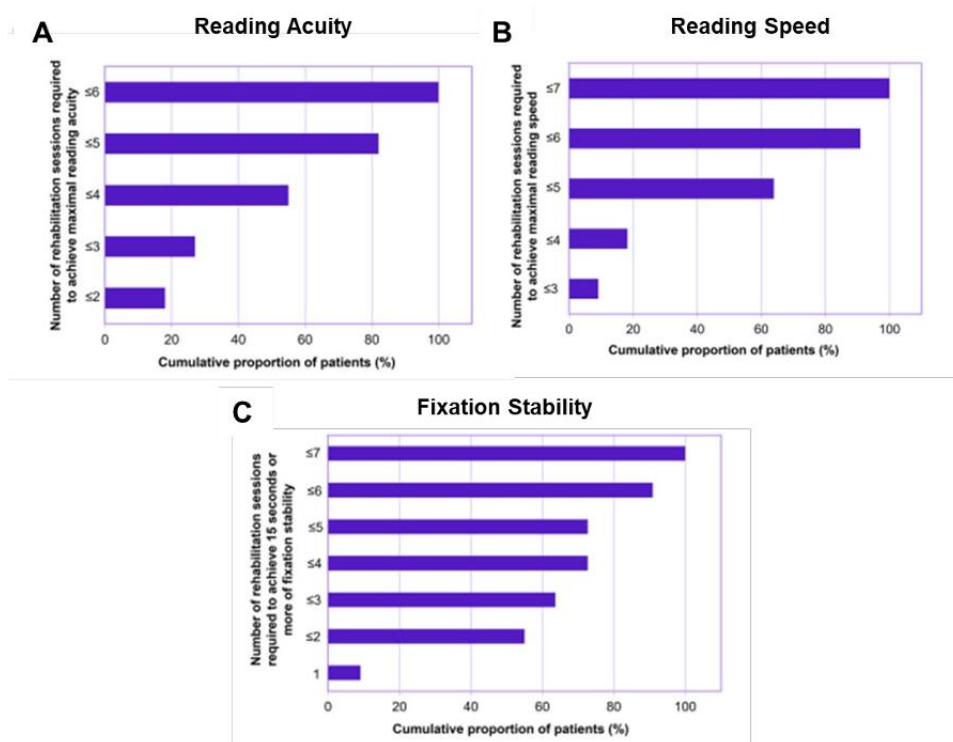 A
Reading Acuity
Number of rehabilitation sessions required
to achieve maximal reading acuity
≤6
≤5
≤4
≤3
≤2
0 20 40 60 80 100
Cumulative proportion of patients (%)
B
Reading Speed
Number of rehabilitation sessions required
to achieve maximal reading speed
≤7
≤6
≤5
≤4
≤3
0 20 40 60 80 100
Cumulative proportion of patients (%)
C
Fixation Stability
Number of rehabilitation sessions
required to achieve 15 seconds or
more of fixation stability
≤7
≤6
≤5
≤4
≤3
≤2
1
0 20 40 60 80 100
Cumulative proportion of patients (%)